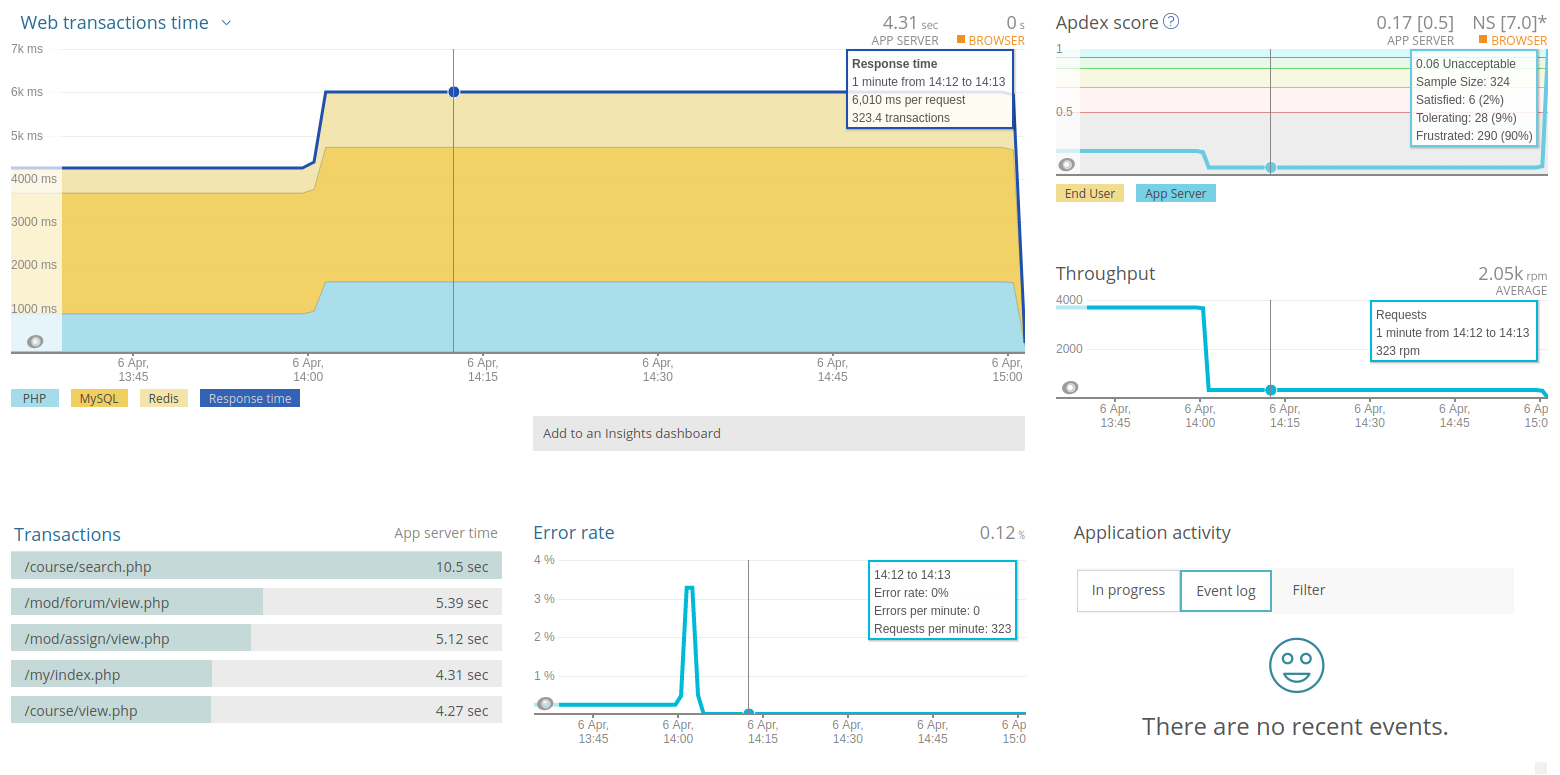 Web transactions time
4.31 sec
APP SERVER
0 s
BROWSER
7k ms
6k ms
5k ms
4000 ms
3000 ms
2000 ms
1000 ms
Response time
1 minute from 14:12 to 14:13
6,010 ms per request
323.4 transactions
6 Apr, 6 Apr, 6 Apr, 6 Apr, 6 Apr, 6 Apr,
13:45 14:00 14:15 14:30 14:45 15:00
PHP MySQL Redis Response time
Add to an Insights dashboard
Apdex score ?
0.17 [0.5] NS [7.0]*
APP SERVER BROWSER
1
0.5
0.06 Unacceptable
Sample Size: 324
Satisfied: 6 (2%)
Tolerating: 28 (9%)
Frustrated: 290 (90%)
End User App Server
Throughput
2.05k rpm
AVERAGE
4000
2000
Requests
1 minute from 14:12 to 14:13
323 rpm
6 Apr, 6 Apr, 6 Apr, 6 Apr, 6 Apr, 6 Ap
13:45 14:00 14:15 14:30 14:45 15:0
Transactions App server time
/course/search.php 10.5 sec
/mod/forum/view.php 5.39 sec
/mod/assign/view.php 5.12 sec
/my/index.php 4.31 sec
/course/view.php 4.27 sec
Error rate 0.12 %
4 %
3 %
2 %
1 %
14:12 to 14:13
Error rate: 0%
Errors per minute: 0
Requests per minute: 323
6 Apr, 6 Apr, 6 Apr, 6 Apr, 6 Apr, 6 Ap
13:45 14:00 14:15 14:30 14:45 15:0
Application activity
In progress Event log Filter
There are no recent events.